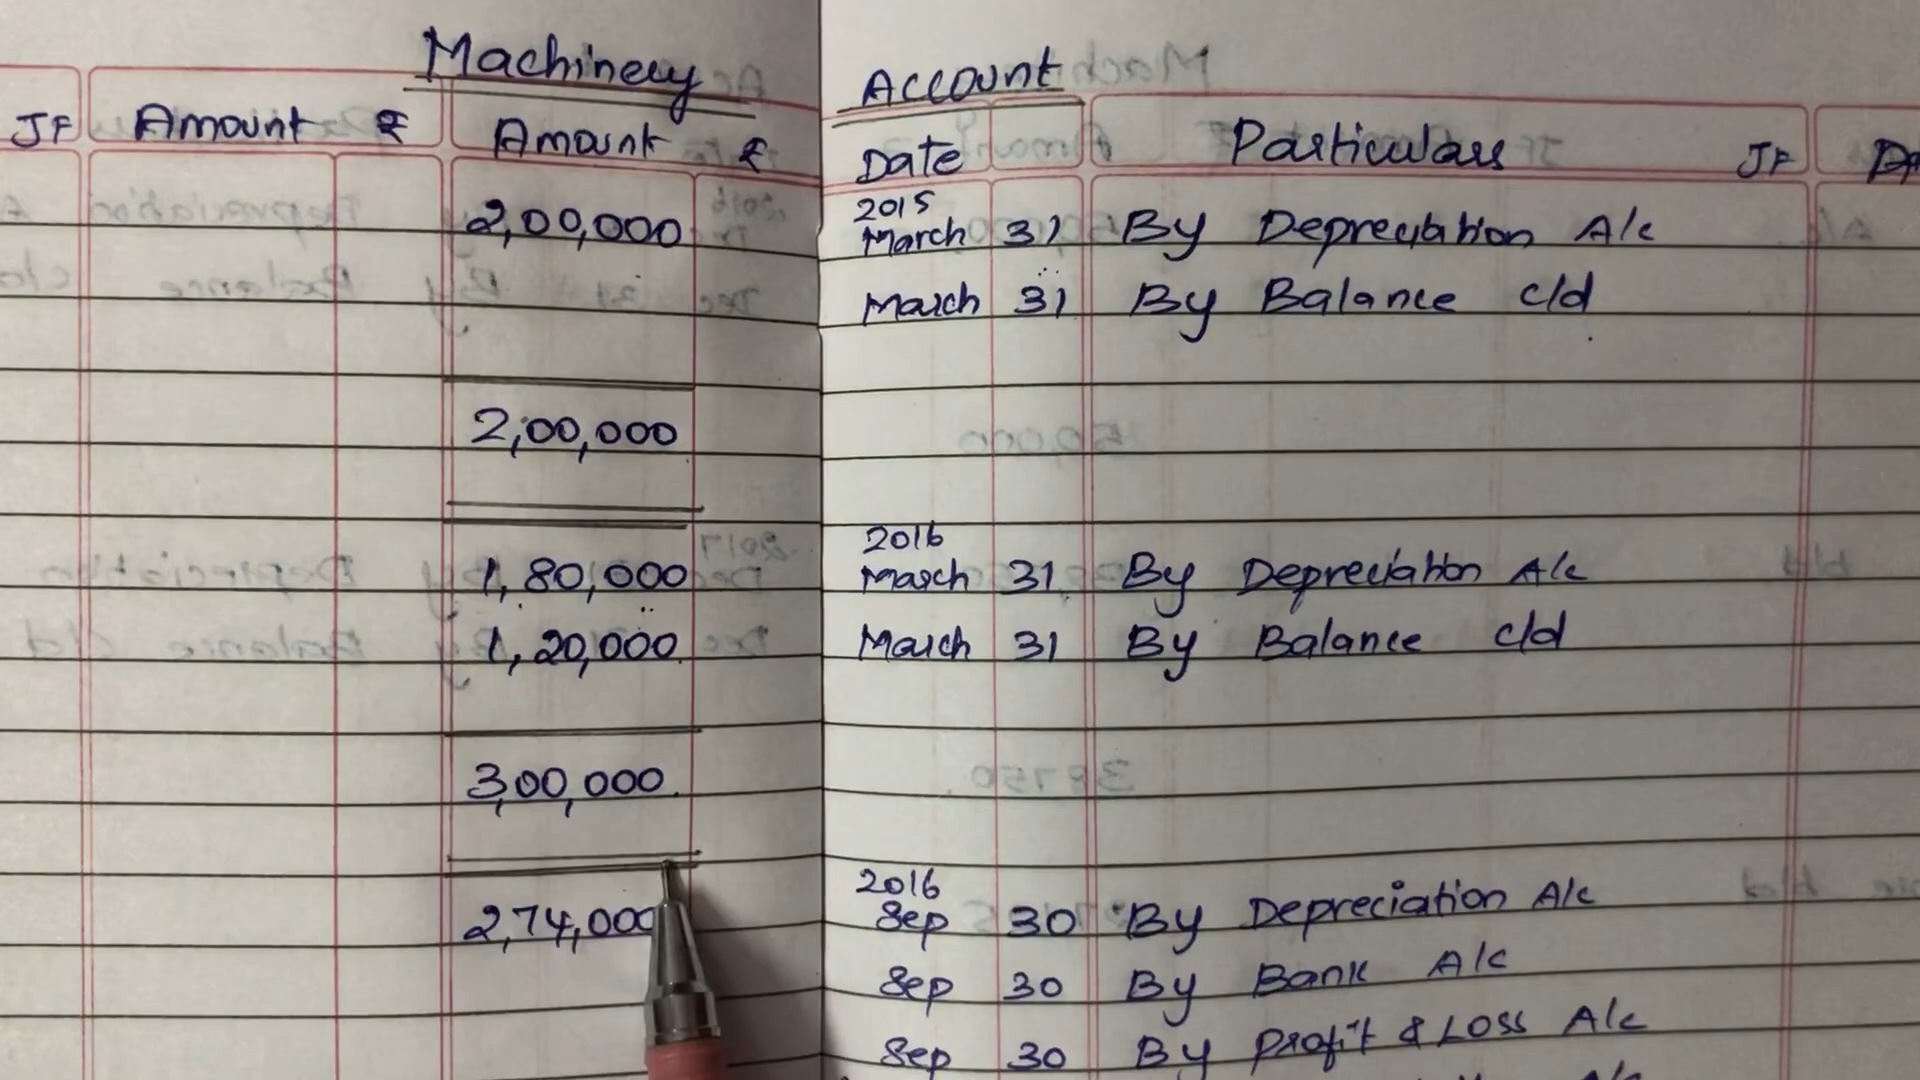 Machinery Account
JF Amount ₹ Amount ₹ Date Particulars JF
2015
2,00,000 March 31 By Depreciation A/c
March 31 By Balance c/d
2,00,000
2016
1,80,000 March 31 By Depreciation A/c
1,20,000 March 31 By Balance c/d
3,00,000
2016
2,74,000 Sep 30 By Depreciation A/c
Sep 30 By Bank A/c
Sep 30 By Profit & Loss A/c